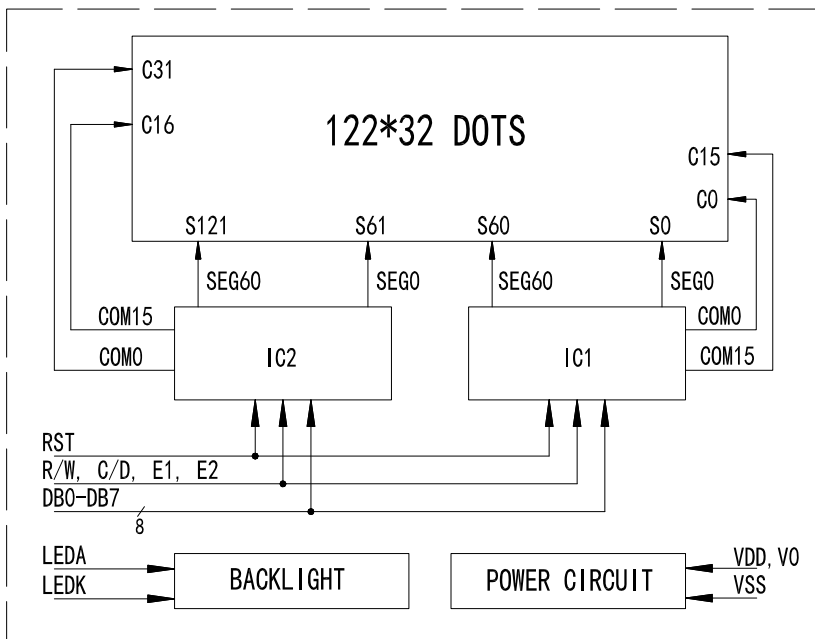 C31
122*32 DOTS
C16
C15
C0
S121 S61 S60 S0
SEG60 SEG0 SEG60 SEG0
COM15 COM0
COM0 IC2 IC1 COM15
RST
R/W, C/D, E1, E2
DB0-DB7
8
LEDA BACKLIGHT POWER CIRCUIT VDD, V0
LEDK VSS